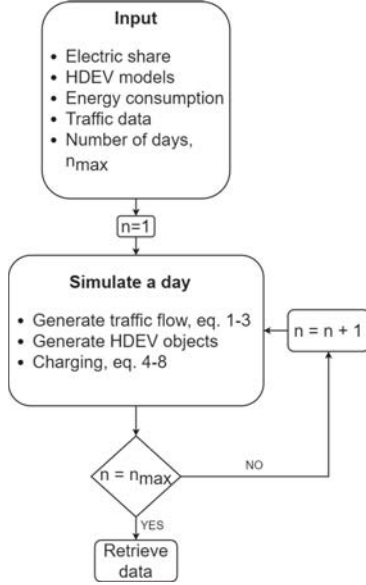 Input
• Electric share
• HDEV models
• Energy consumption
• Traffic data
• Number of days,
nmax
n=1
Simulate a day
• Generate traffic flow, eq. 1-3
• Generate HDEV objects
• Charging, eq. 4-8
n = n + 1
n = nmax
NO
YES
Retrieve
data